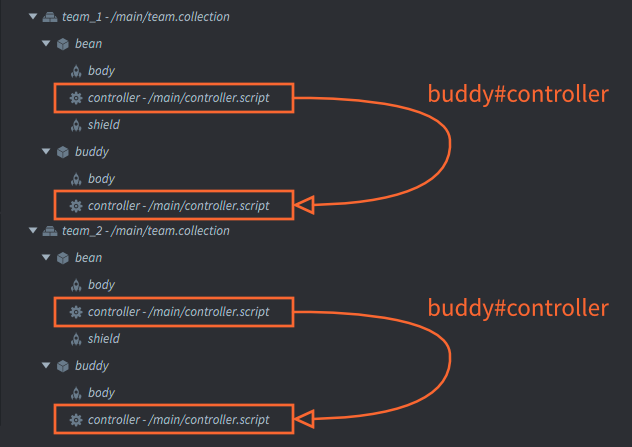 team_1 - /main/team.collection
bean
body
controller - /main/controller.script
buddy#controller
shield
buddy
body
controller - /main/controller.script
team_2 - /main/team.collection
bean
body
controller - /main/controller.script
buddy#controller
shield
buddy
body
controller - /main/controller.script